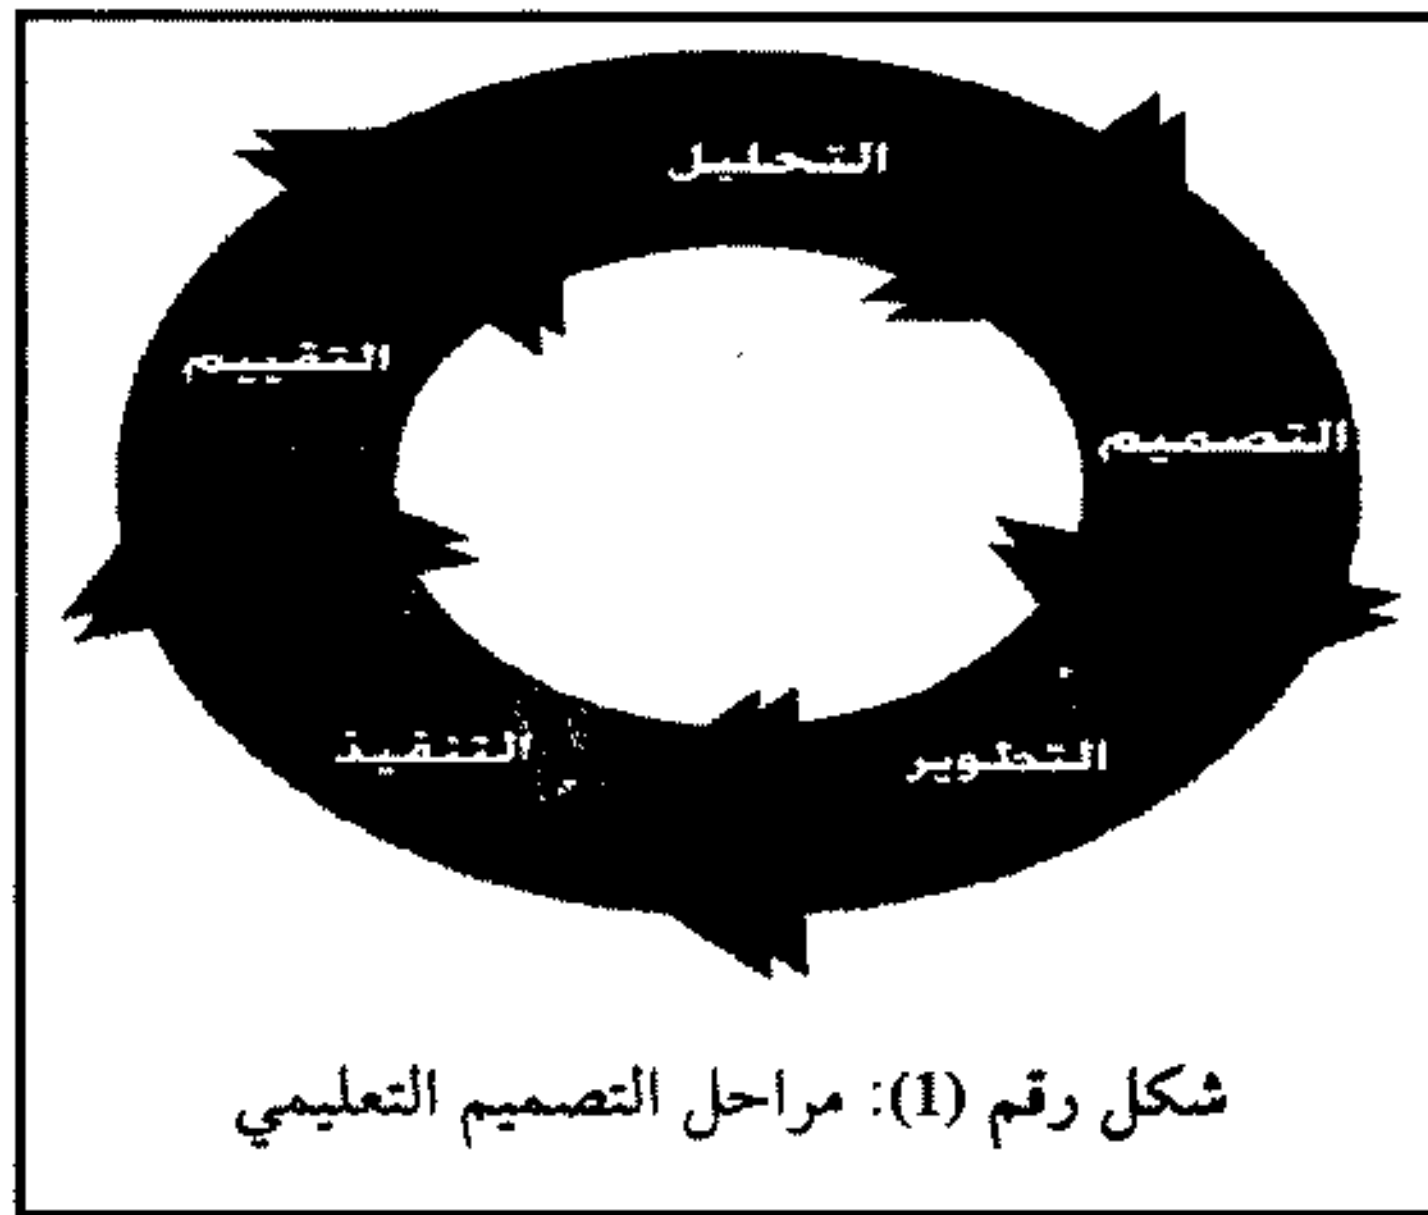 التحليل
التقييم
التصميم
التنفيذ
التطوير
شكل رقم (1): مراحل التصميم التعليمي